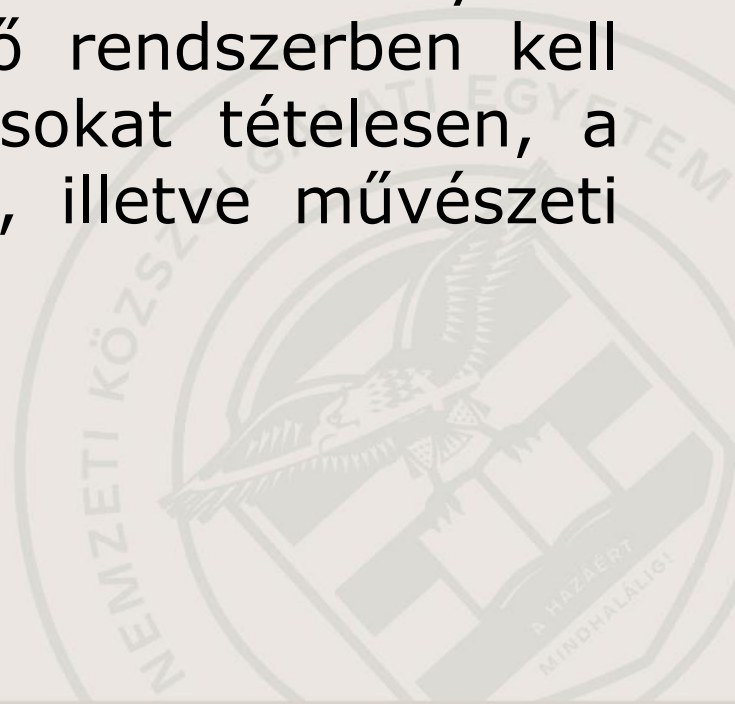 ő rendszerben kell
sokat tételesen, a
, illetve művészeti
NEMZETI KÖZSZOLGÁLATI EGYETEM
A HAZÁÉRT
MINDHALÁLIG!